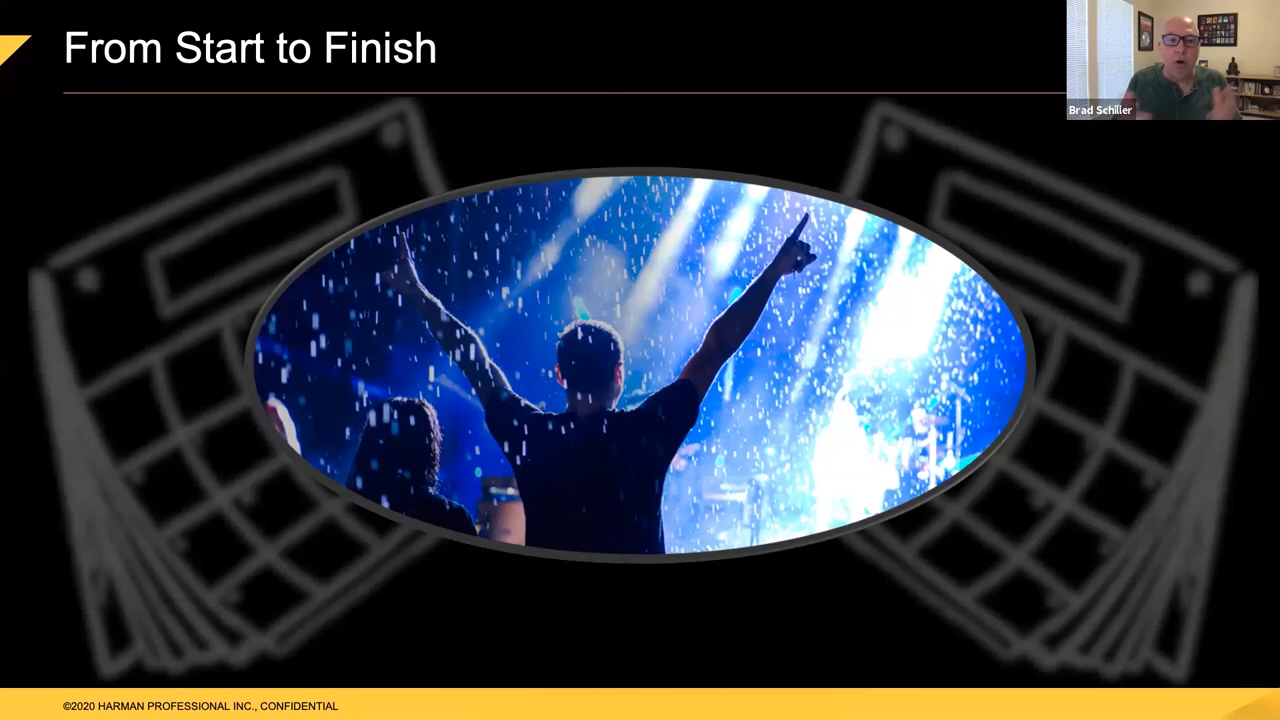 From Start to Finish
Brad Schiller
©2020 HARMAN PROFESSIONAL INC., CONFIDENTIAL